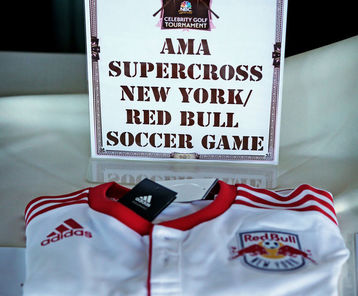 CELEBRITY GOLF
TOURNAMENT
AMA
SUPERCROSS
NEW YORK/
RED BULL
SOCCER GAME
adidas
Red Bull
NEW YORK